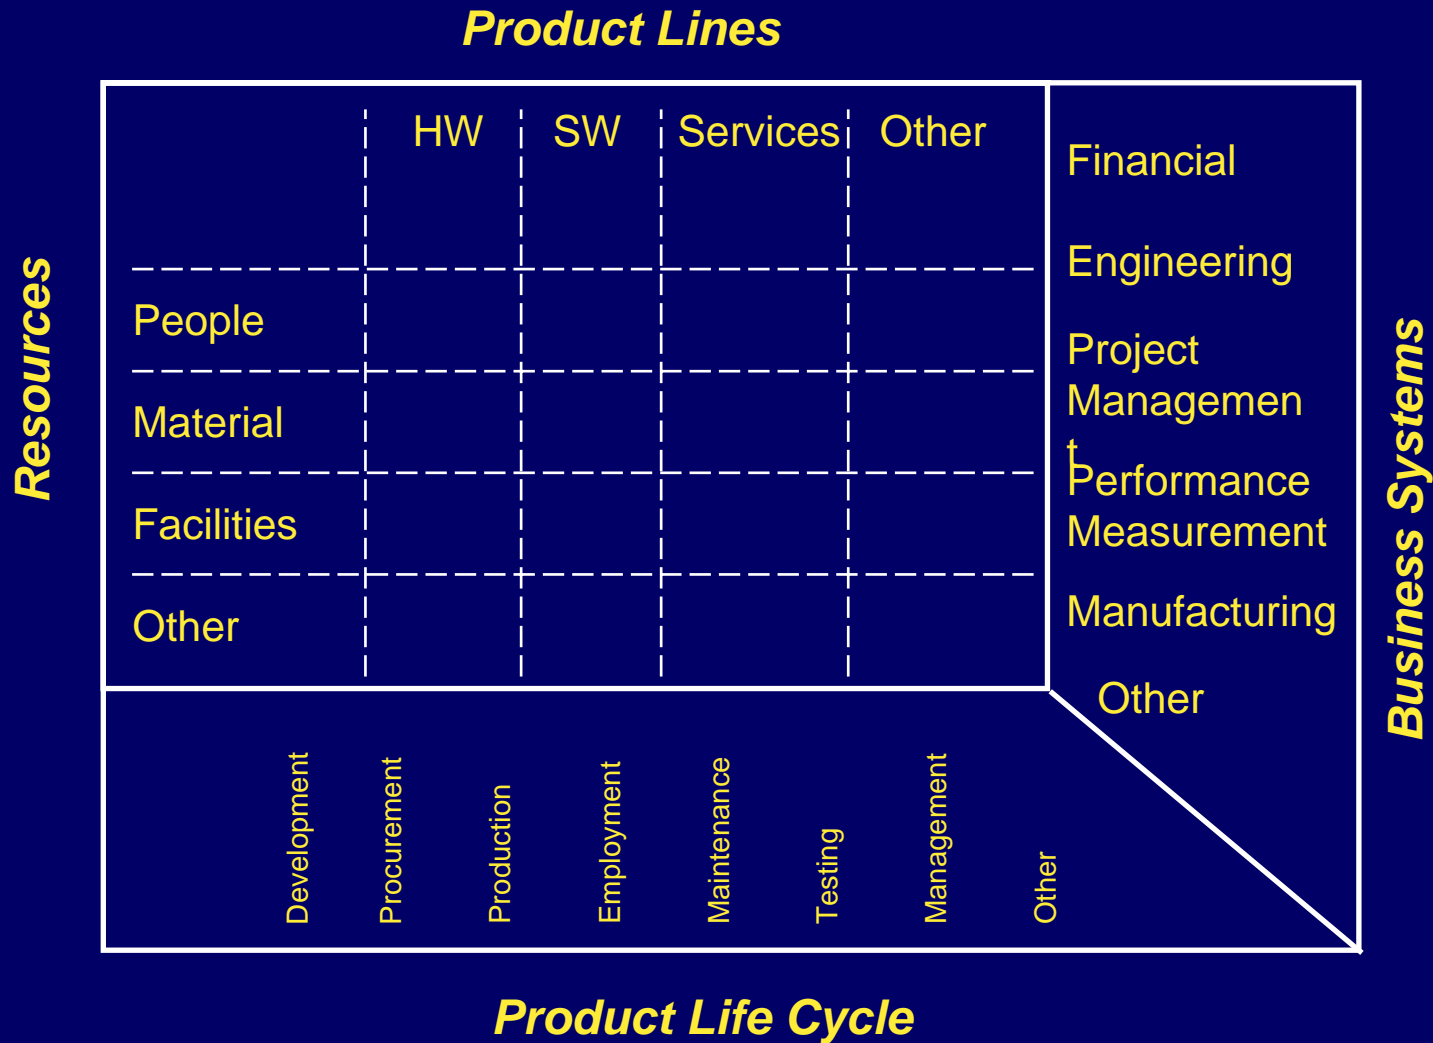 Product Lines
HW SW Services Other
Resources
People
Material
Facilities
Other
Financial
Engineering
Project
Managemen
t
Performance
Measurement
Manufacturing
Other
Business Systems
Development
Procurement
Production
Employment
Maintenance
Testing
Management
Other
Product Life Cycle